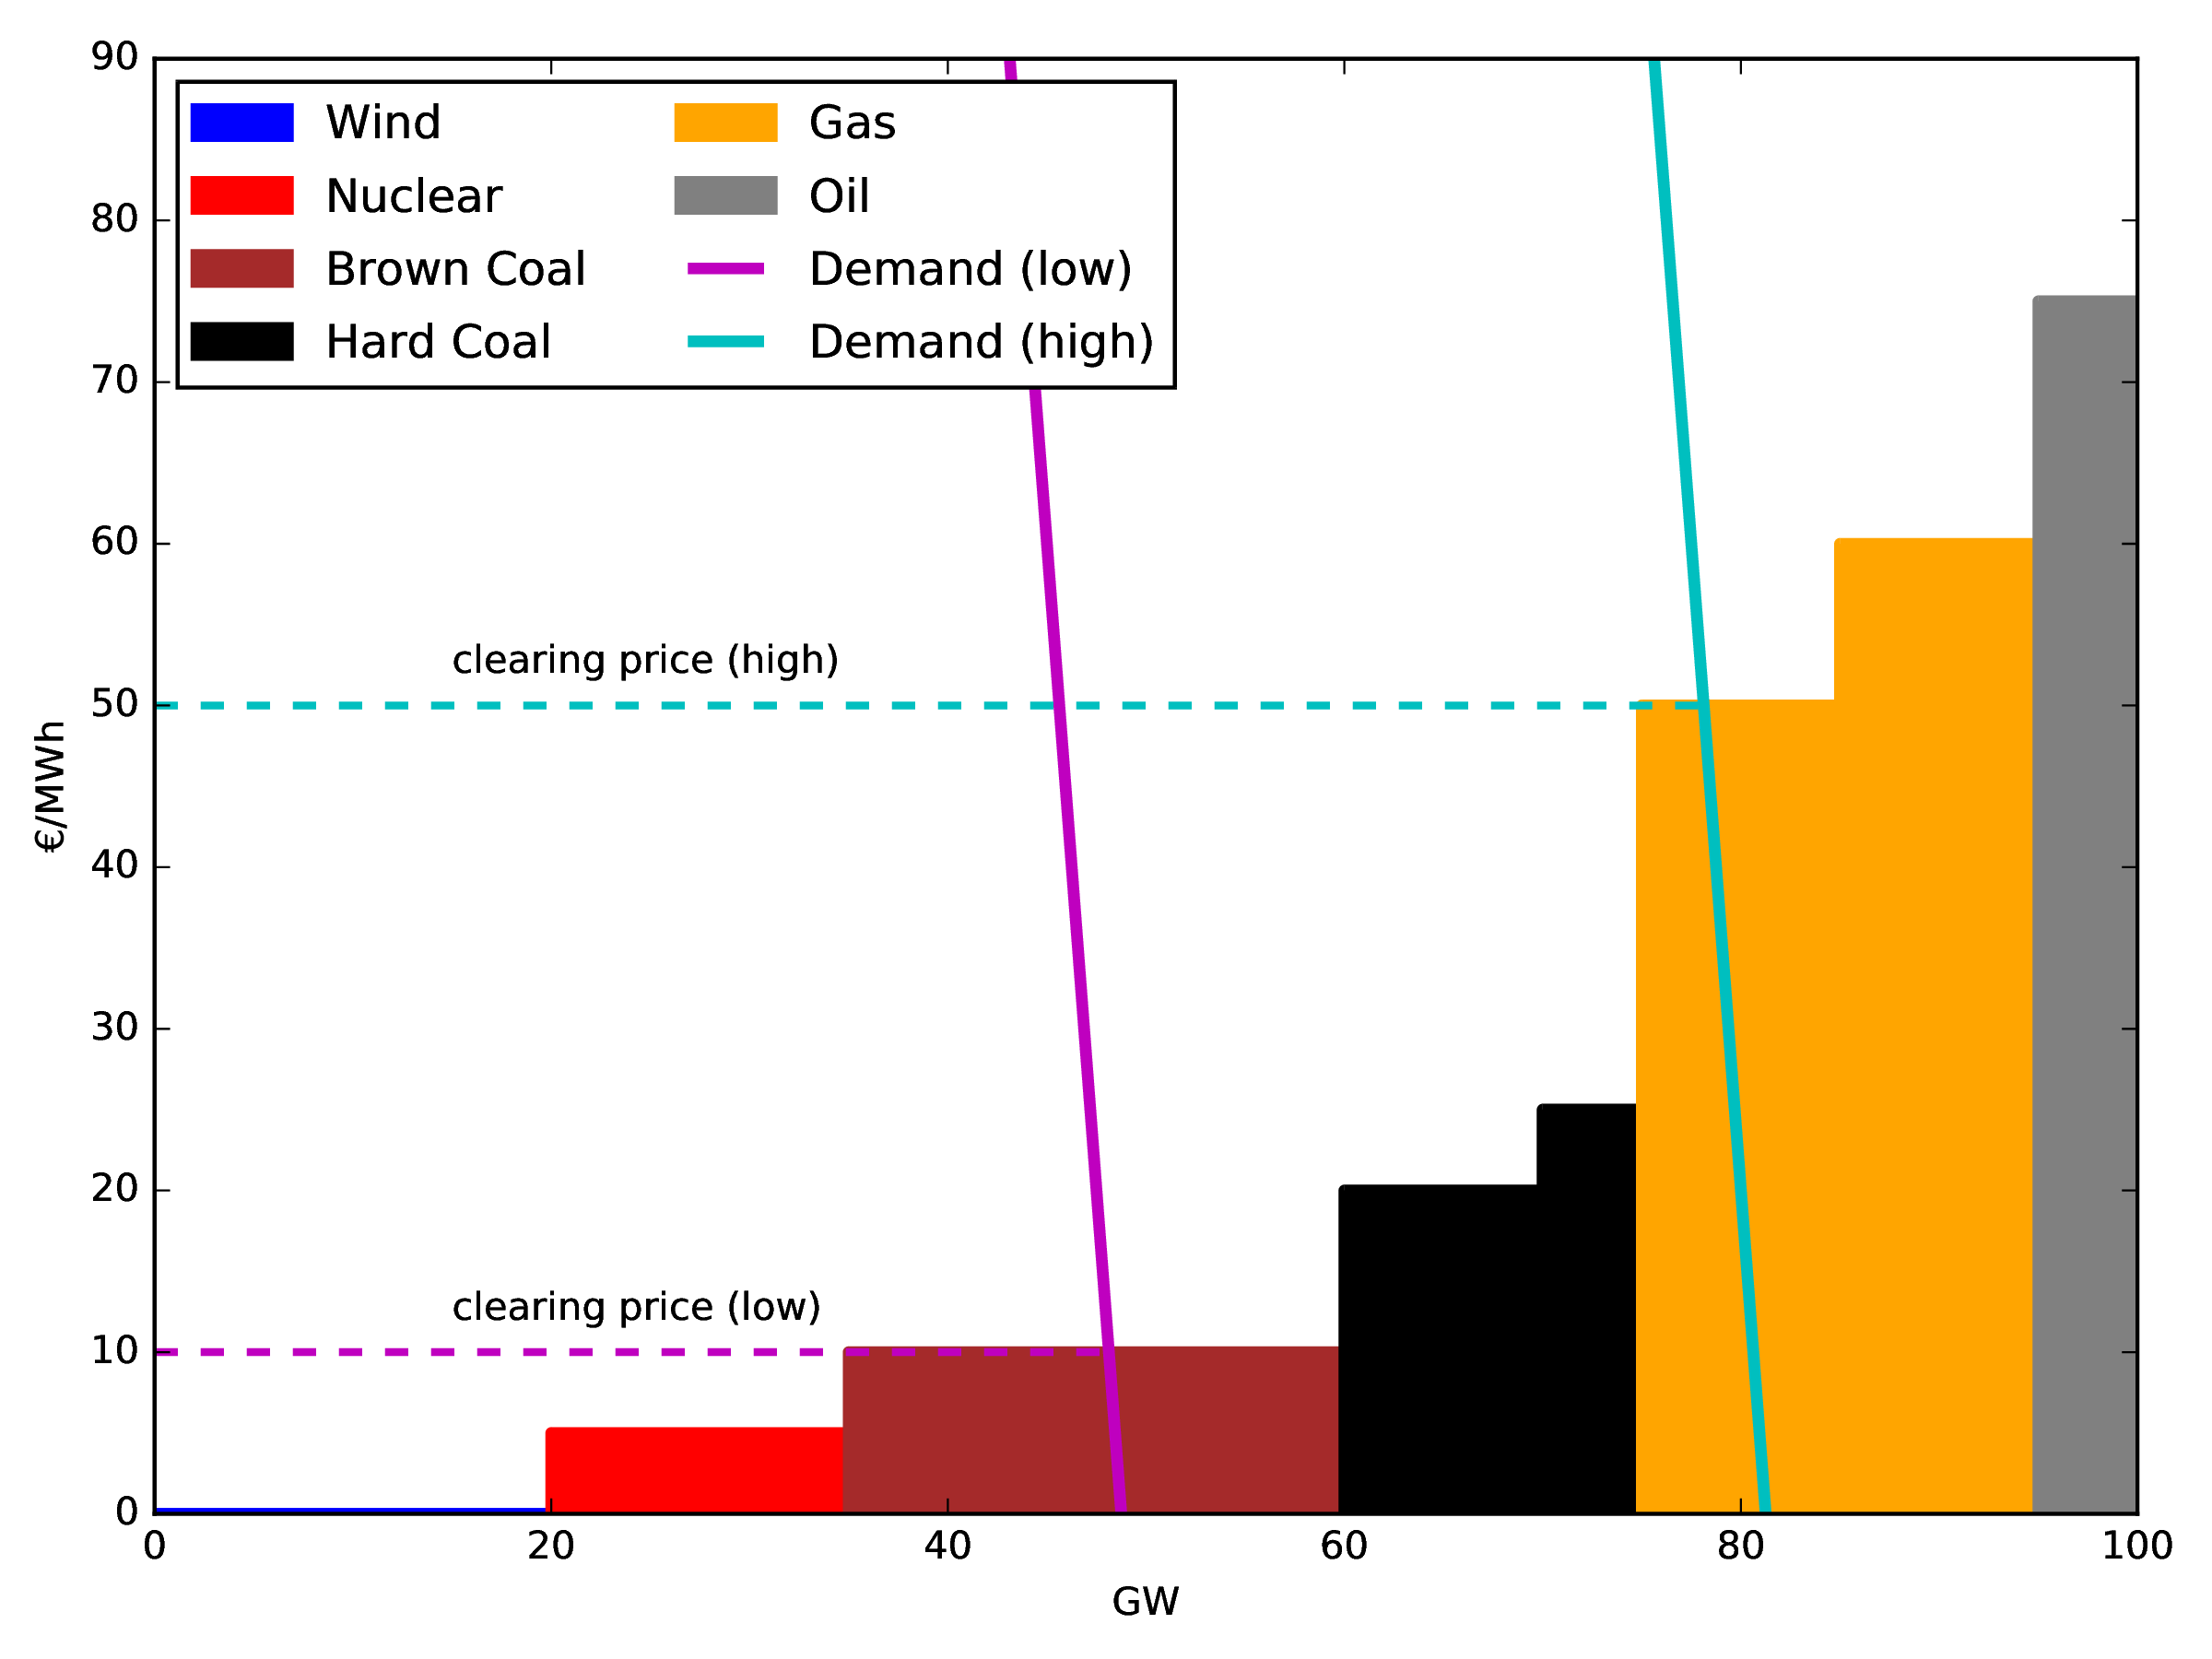 90
80
70
60
50
40
30
20
10
0
€/MWh
Wind
Nuclear
Brown Coal
Hard Coal
Gas
Oil
Demand (low)
Demand (high)
clearing price (high)
clearing price (low)
0 20 40 60 80 100
GW